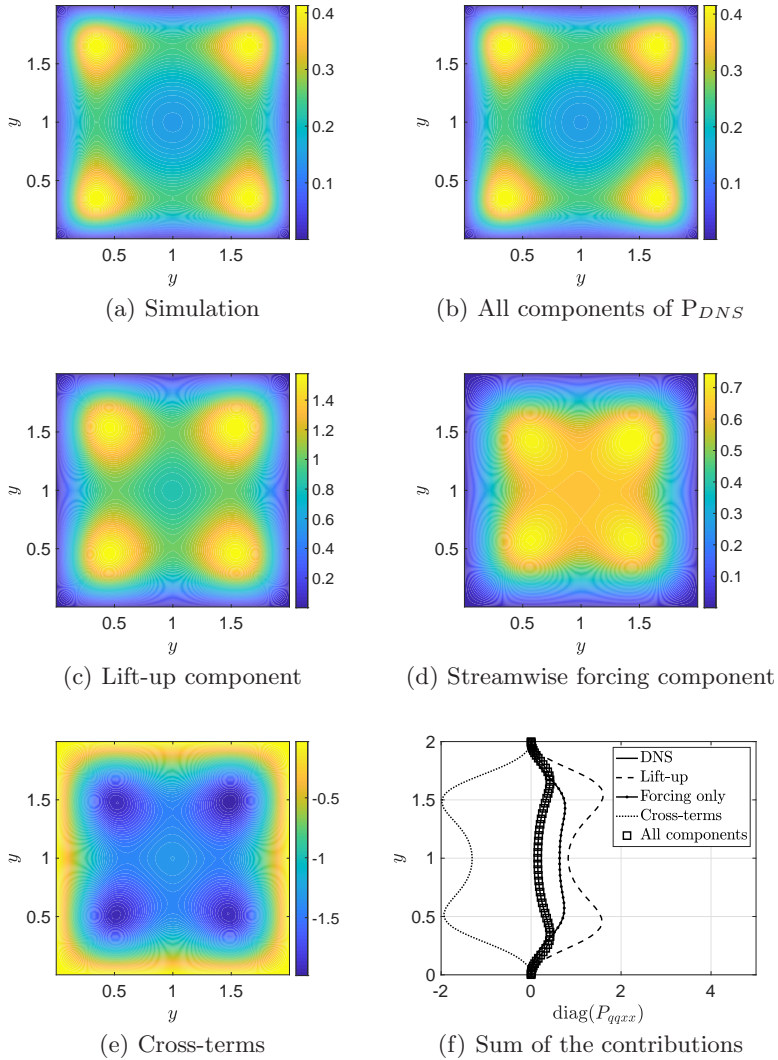 0.4
0.3
0.2
0.1
1.5
1
0.5
y
0.5 1 1.5
y
(a) Simulation
0.4
0.3
0.2
0.1
1.5
1
0.5
y
0.5 1 1.5
y
(b) All components of P_DNS
1.4
1.2
1
0.8
0.6
0.4
0.2
1.5
1
0.5
y
0.5 1 1.5
y
(c) Lift-up component
0.7
0.6
0.5
0.4
0.3
0.2
0.1
1.5
1
0.5
y
0.5 1 1.5
y
(d) Streamwise forcing component
-0.5
-1
-1.5
1.5
1
0.5
y
0.5 1 1.5
y
(e) Cross-terms
2
1.5
1
0.5
0
y
DNS
Lift-up
Forcing only
Cross-terms
All components
-2 0 2 4
diag(P_qqxx)
(f) Sum of the contributions